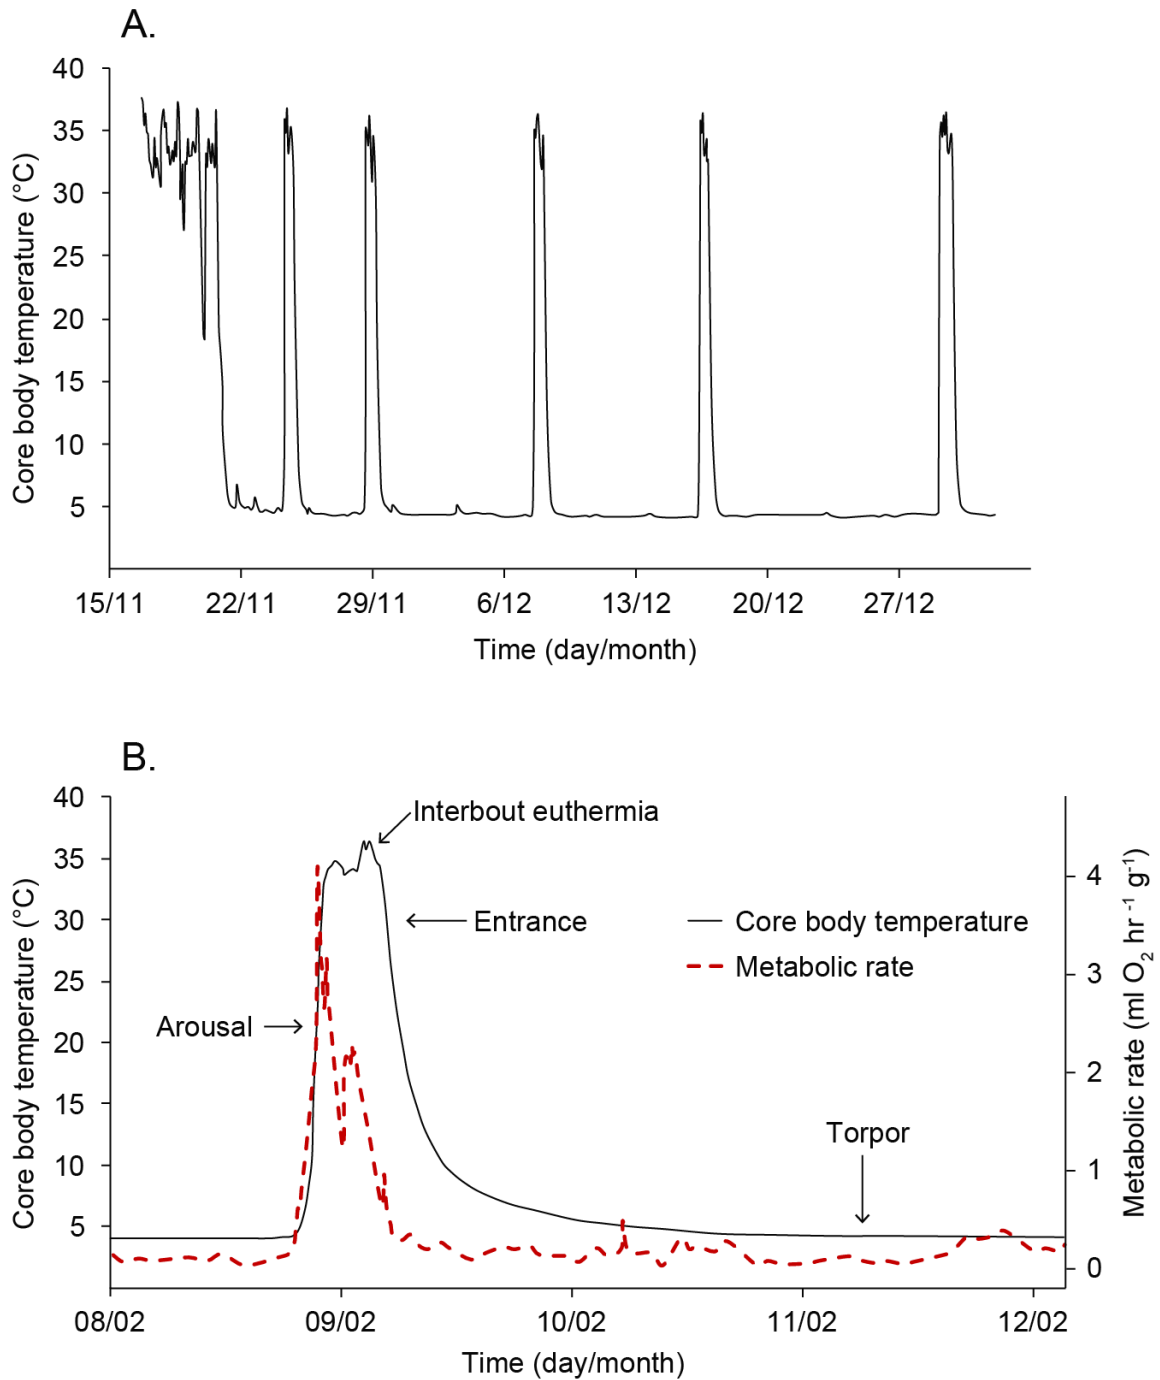 A.
Core body temperature (°C)
40
35
30
25
20
15
10
5
15/11 22/11 29/11 6/12 13/12 20/12 27/12
Time (day/month)
B.
Core body temperature (°C)
40
35
30
25
20
15
10
5
Interbout euthermia
Entrance
Arousal
Torpor
Core body temperature
Metabolic rate
4
3
2
1
0
Metabolic rate (ml O₂ hr⁻¹ g⁻¹)
08/02 09/02 10/02 11/02 12/02
Time (day/month)